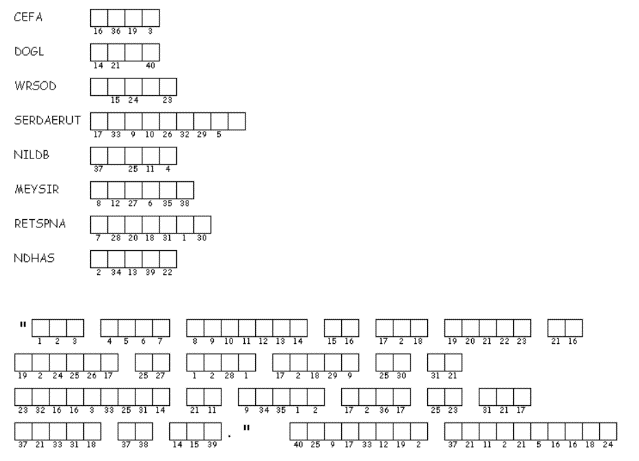 CEFA
16 36 19 3
DOGL
14 21 40
WRSOD
15 24 23
SERDAERUT
17 33 9 10 26 32 29 5
NILDB
37 25 11 4
MEYSIR
8 12 27 6 35 38
RETSPNA
7 28 20 18 31 1 30
NDHAS
2 34 13 39 22
" 1 2 3 4 5 6 7 8 9 10 11 12 13 14 15 16 17 2 18 19 20 21 22 23 21 16
19 2 24 25 26 17 25 27 1 2 28 1 17 2 18 29 9 25 30 31 21
23 32 16 16 3 33 25 31 14 21 11 9 34 35 1 2 17 2 36 17 25 23 31 21 17
37 21 33 31 18 37 38 14 15 39 . " 40 25 9 17 33 12 19 2 37 21 11 2 21 5 16 16 18 24